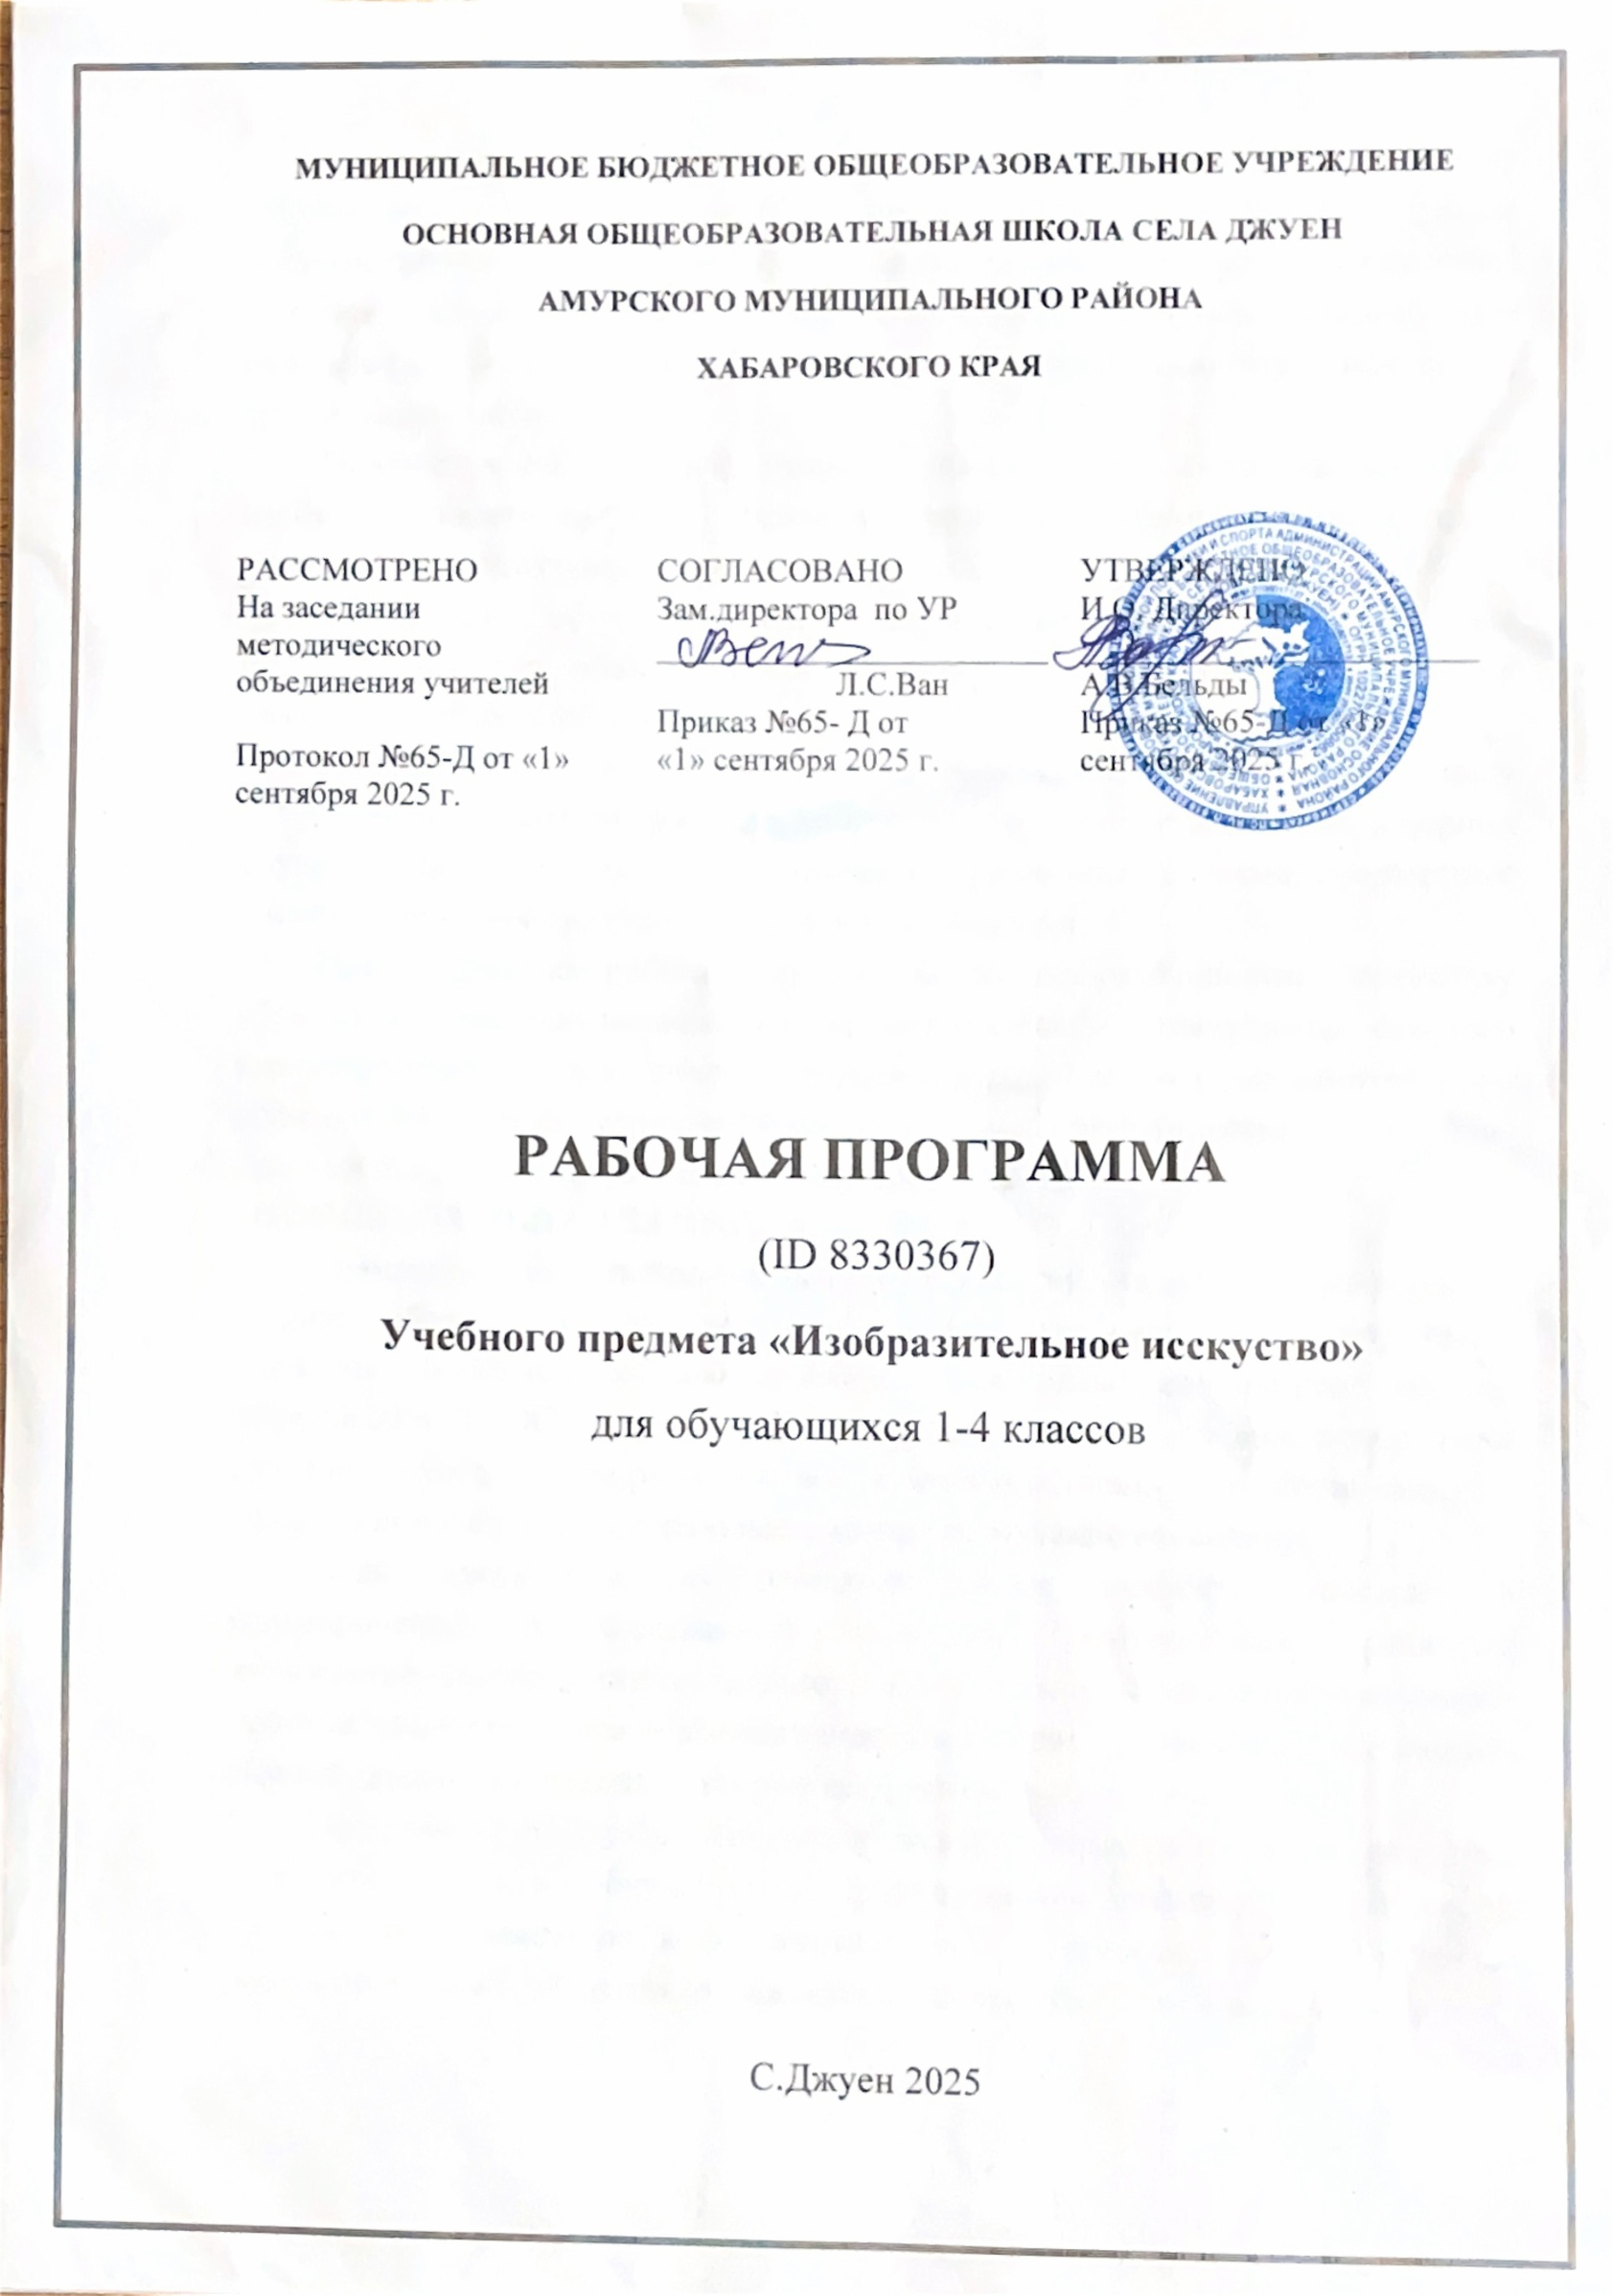 МУНИЦИПАЛЬНОЕ БЮДЖЕТНОЕ ОБЩЕОБРАЗОВАТЕЛЬНОЕ УЧРЕЖДЕНИЕ
ОСНОВНАЯ ОБЩЕОБРАЗОВАТЕЛЬНАЯ ШКОЛА СЕЛА ДЖУЕН
АМУРСКОГО МУНИЦИПАЛЬНОГО РАЙОНА
ХАБАРОВСКОГО КРАЯ
РАССМОТРЕНО
На заседании
методического
объединения учителей
Протокол №65-Д от «1»
сентября 2025 г.
СОГЛАСОВАНО
Зам.директора по УР
Л.С.Ван
Приказ №65- Д от
«1» сентября 2025 г.
УТВЕРЖДЕНО
И.О. Директора
А.В.Бельды
Приказ №65-Д от «1»
сентября 2025 г.
РАБОЧАЯ ПРОГРАММА
(ID 8330367)
Учебного предмета «Изобразительное исскуство»
для обучающихся 1-4 классов
С.Джуен 2025